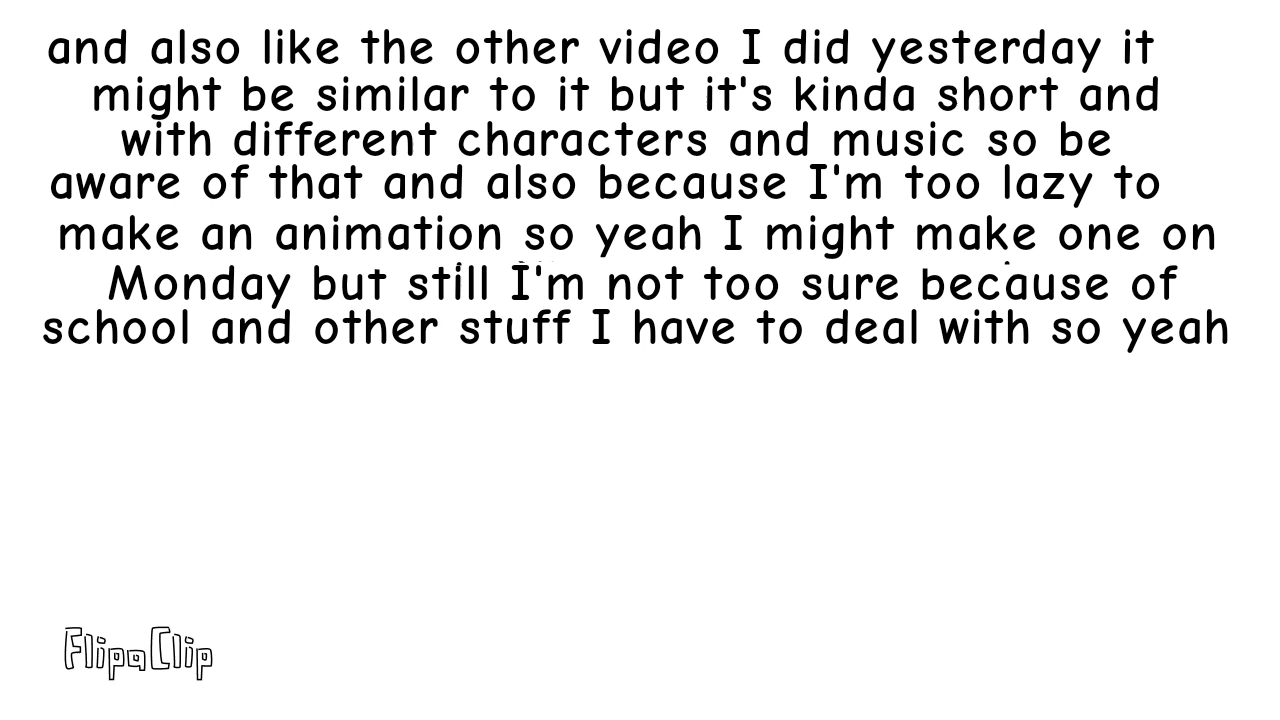 and also like the other video I did yesterday it
might be similar to it but it's kinda short and
with different characters and music so be
aware of that and also because I'm too lazy to
make an animation so yeah I might make one on
Monday but still I'm not too sure because of
school and other stuff I have to deal with so yeah
FlipaClip